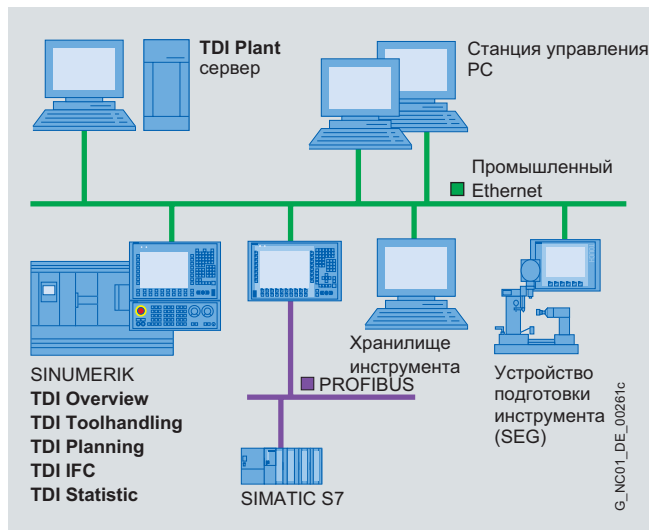 TDI Plant
сервер
Станция управления
PC
Промышленный
Ethernet
SINUMERIK
TDI Overview
TDI Toolhandling
TDI Planning
TDI IFC
TDI Statistic
PROFIBUS
SIMATIC S7
Хранилище
инструмента
Устройство
подготовки
инструмента
(SEG)
G_NC01_DE_00261c